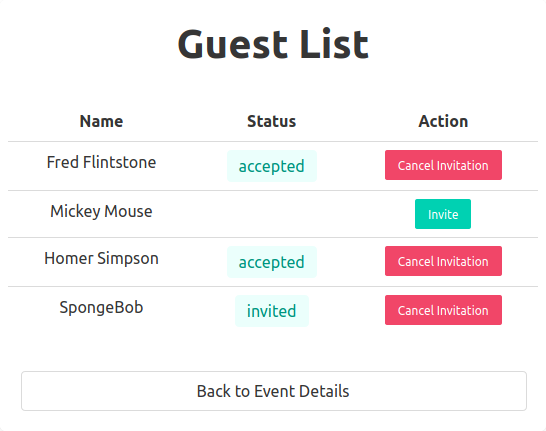 Guest List
Name Status Action
Fred Flintstone accepted Cancel Invitation
Mickey Mouse Invite
Homer Simpson accepted Cancel Invitation
SpongeBob invited Cancel Invitation
Back to Event Details